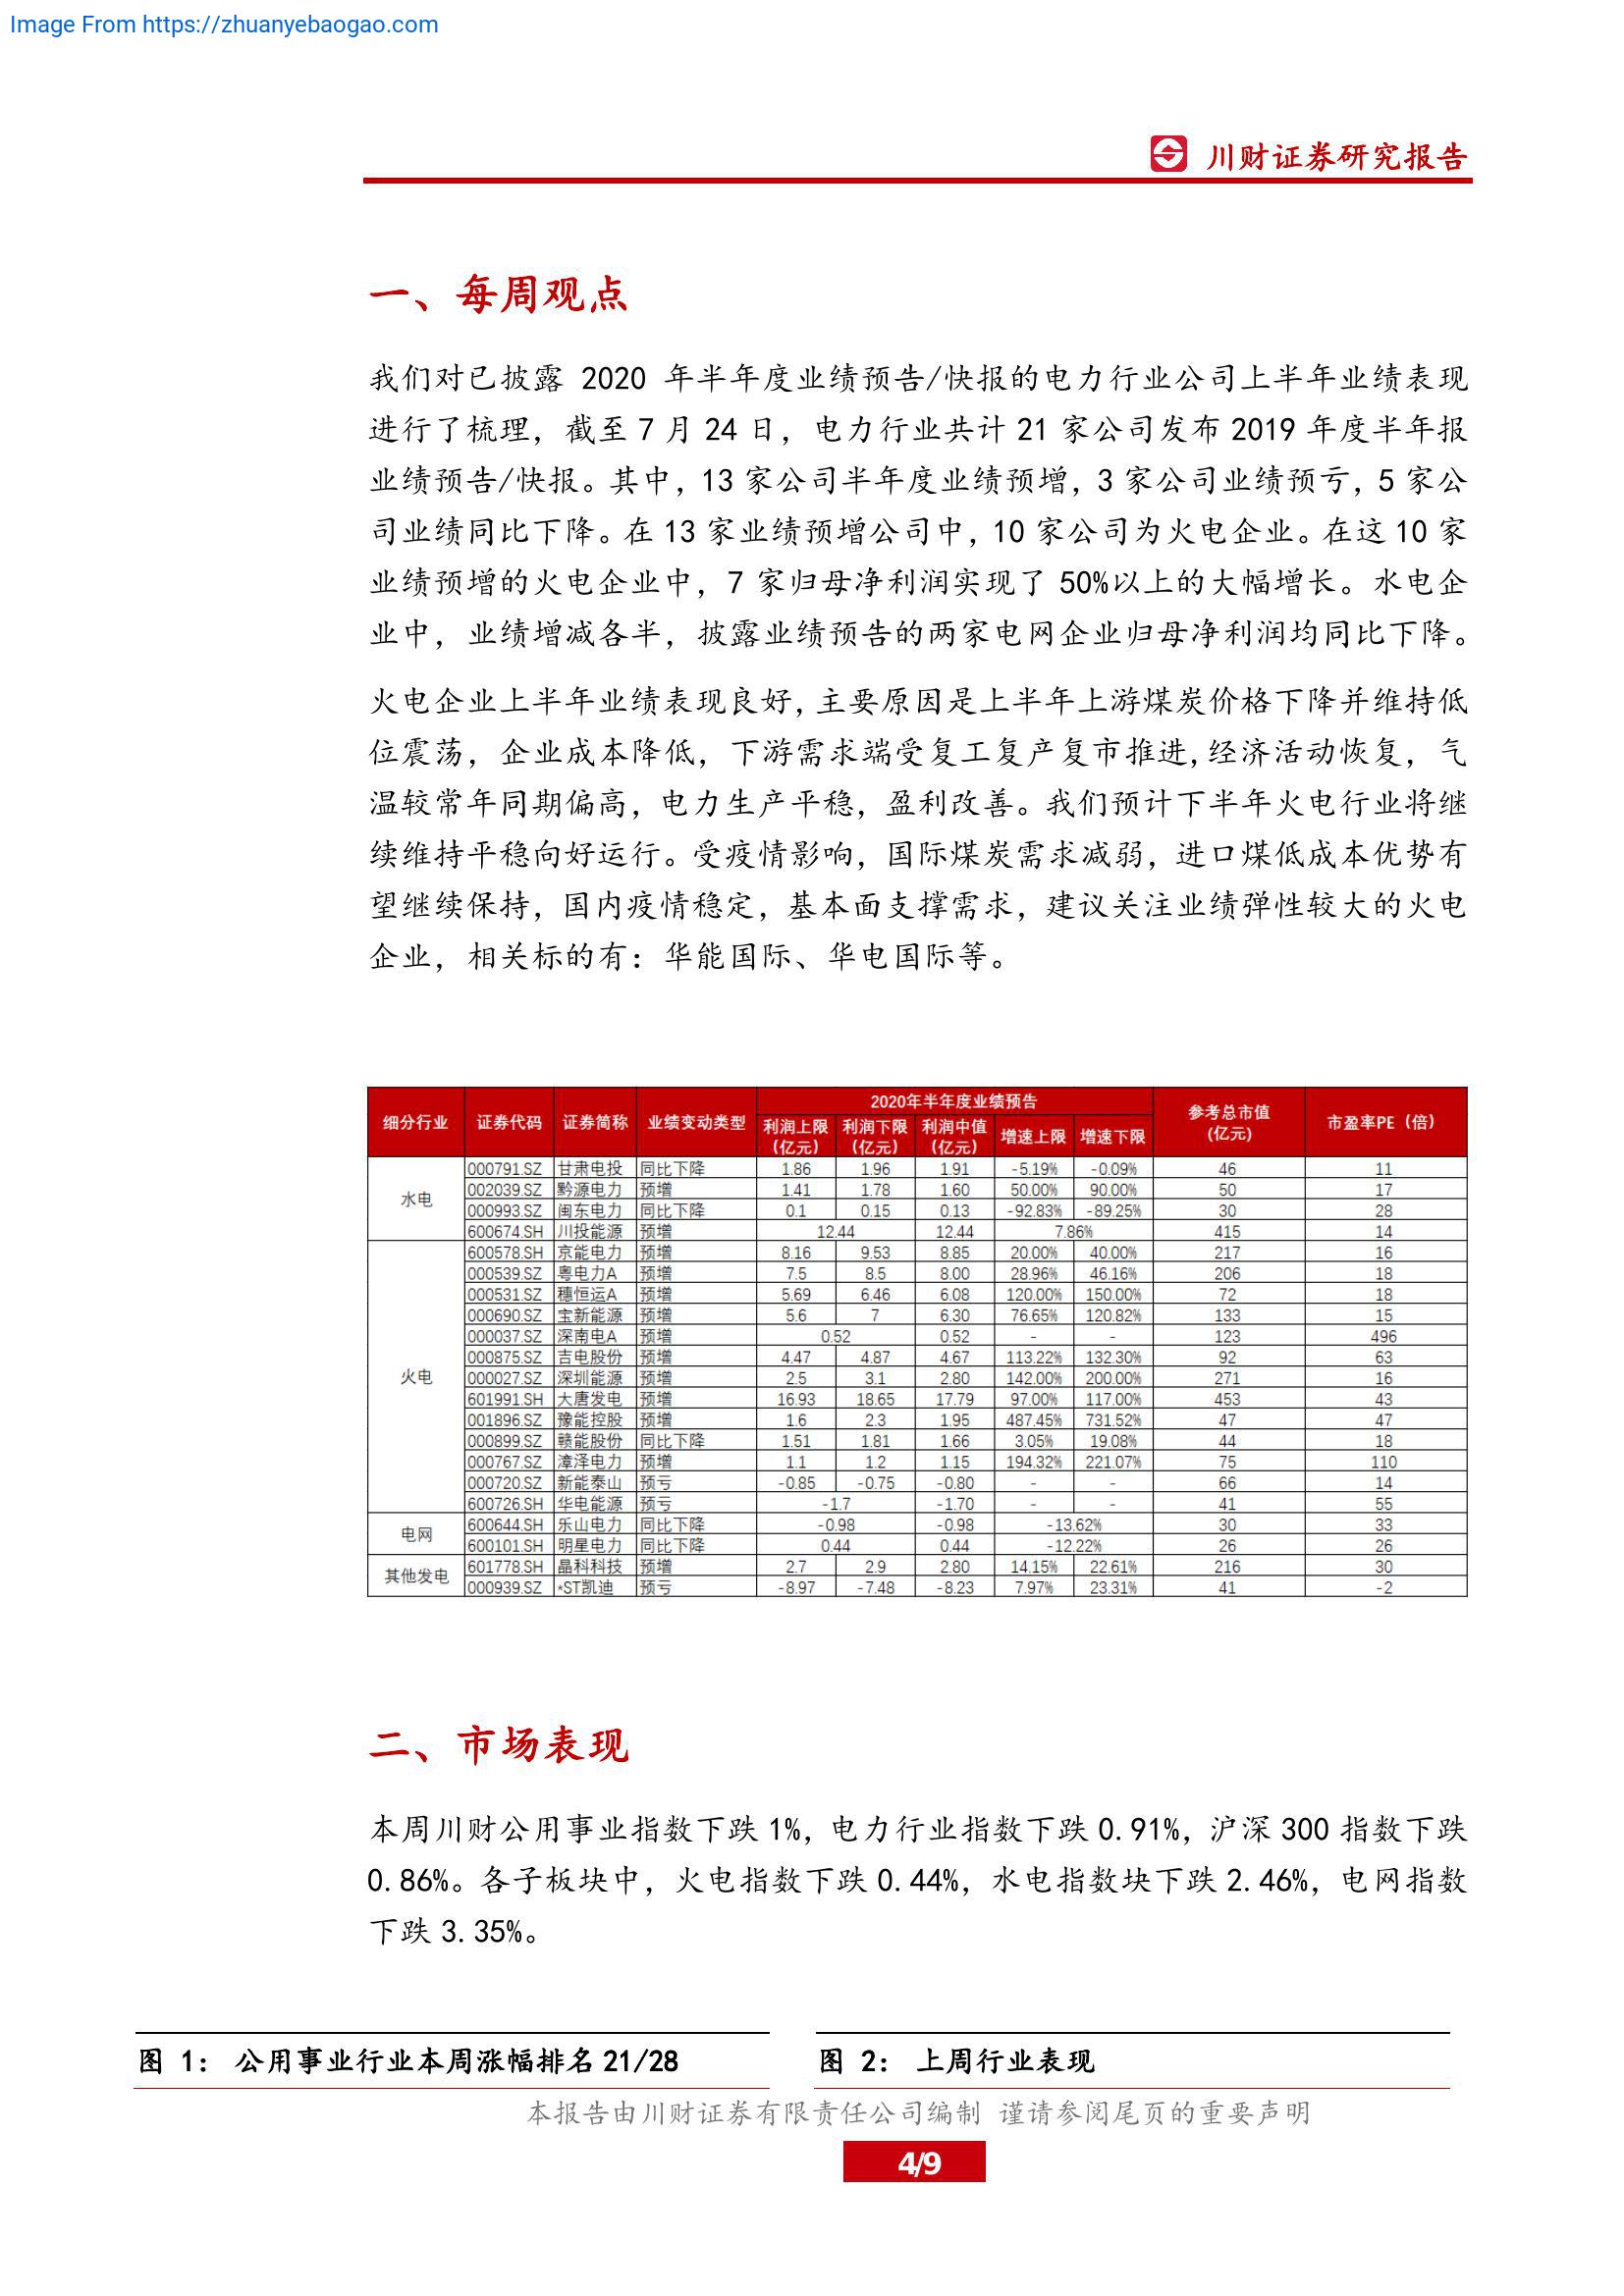 Image From https://zhuanyebaogao.com
川财证券研究报告
一、每周观点
我们对已披露 2020 年半年度业绩预告/快报的电力行业公司上半年业绩表现
进行了梳理，截至 7 月 24 日，电力行业共计 21 家公司发布 2019 年度半年报
业绩预告/快报。其中，13 家公司半年度业绩预增，3 家公司业绩预亏，5 家公
司业绩同比下降。在 13 家业绩预增公司中，10 家公司为火电企业。在这 10 家
业绩预增的火电企业中，7 家归母净利润实现了 50%以上的大幅增长。水电企
业中，业绩增减各半，披露业绩预告的两家电网企业归母净利润均同比下降。
火电企业上半年业绩表现良好，主要原因是上半年上游煤炭价格下降并维持低
位震荡，企业成本降低，下游需求端受复工复产复市推进,经济活动恢复，气
温较常年同期偏高，电力生产平稳，盈利改善。我们预计下半年火电行业将继
续维持平稳向好运行。受疫情影响，国际煤炭需求减弱，进口煤低成本优势有
望继续保持，国内疫情稳定，基本面支撑需求，建议关注业绩弹性较大的火电
企业，相关标的有：华能国际、华电国际等。
细分行业 证券代码 证券简称 业绩变动类型 2020年半年度业绩预告 参考总市值(亿元) 市盈率PE（倍）
利润上限(亿元) 利润下限(亿元) 利润中值(亿元) 增速上限 增速下限
水电 000791.SZ 甘肃电投 同比下降 1.86 1.96 1.91 -5.19% -0.09% 46 11
002039.SZ 黔源电力 预增 1.41 1.78 1.60 50.00% 90.00% 50 17
000993.SZ 闽东电力 同比下降 0.1 0.15 0.13 -92.83% -89.25% 30 28
600674.SH 川投能源 预增 12.44 12.44 7.86% 415 14
火电 600578.SH 京能电力 预增 8.16 9.53 8.85 20.00% 40.00% 217 16
000539.SZ 粤电力A 预增 7.5 8.5 8.00 28.96% 46.16% 206 18
000531.SZ 穗恒运A 预增 5.69 6.46 6.08 120.00% 150.00% 72 18
000690.SZ 宝新能源 预增 5.6 7 6.30 76.65% 120.82% 133 15
000037.SZ 深南电A 预增 0.52 0.52 - - 123 496
000875.SZ 吉电股份 预增 4.47 4.87 4.67 113.22% 132.30% 92 63
000027.SZ 深圳能源 预增 2.5 3.1 2.80 142.00% 200.00% 271 16
601991.SH 大唐发电 预增 16.93 18.65 17.79 97.00% 117.00% 453 43
001896.SZ 豫能控股 预增 1.6 2.3 1.95 487.45% 731.52% 47 47
000899.SZ 赣能股份 同比下降 1.51 1.81 1.66 3.05% 19.08% 44 18
000767.SZ 漳泽电力 预增 1.1 1.2 1.15 194.32% 221.07% 75 110
000720.SZ 新能泰山 预亏 -0.85 -0.75 -0.80 - - 66 14
600726.SH 华电能源 预亏 -1.7 -1.70 - - 41 55
电网 600644.SH 乐山电力 同比下降 -0.98 -0.98 -13.62% 30 33
600101.SH 明星电力 同比下降 0.44 0.44 -12.22% 26 26
其他发电 601778.SH 晶科科技 预增 2.7 2.9 2.80 14.15% 22.61% 216 30
000939.SZ *ST凯迪 预亏 -8.97 -7.48 -8.23 7.97% 23.31% 41 -2
二、市场表现
本周川财公用事业指数下跌 1%，电力行业指数下跌 0.91%，沪深 300 指数下跌
0.86%。各子板块中，火电指数下跌 0.44%，水电指数块下跌 2.46%，电网指数
下跌 3.35%。
图 1： 公用事业行业本周涨幅排名 21/28
图 2： 上周行业表现
本报告由川财证券有限责任公司编制 谨请参阅尾页的重要声明
4/9